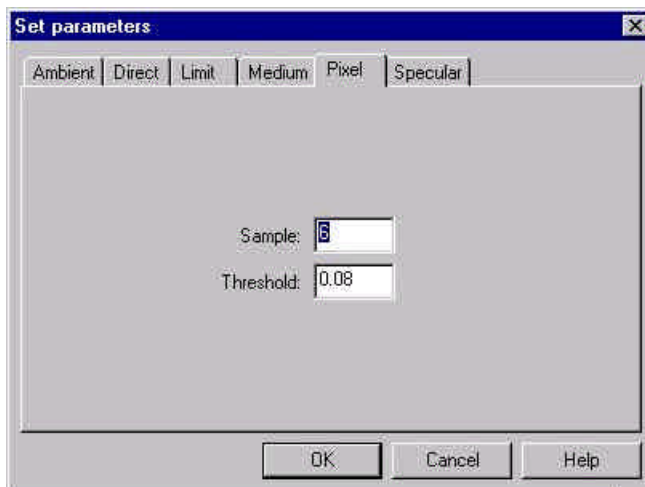 Set parameters
Ambient Direct Limit Medium Pixel Specular
Sample: 6
Threshold: 0.08
OK Cancel Help